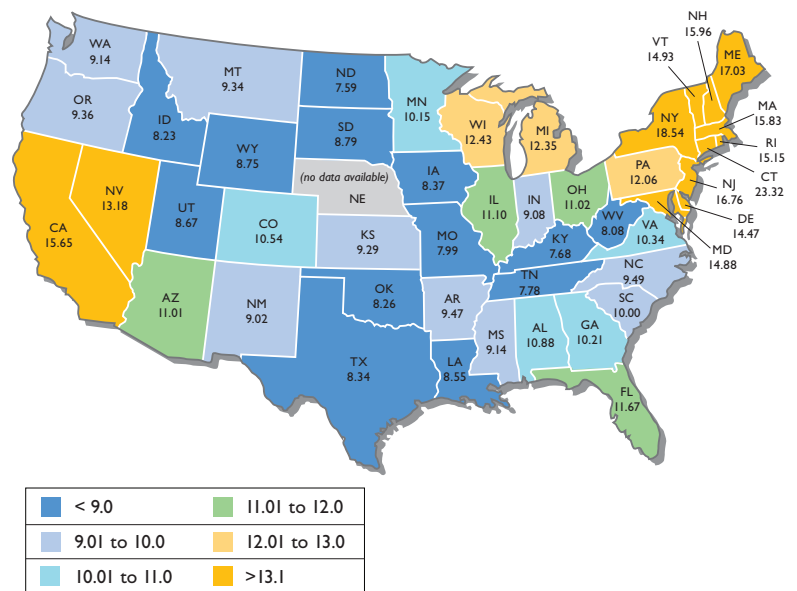 WA
9.14
OR
9.36
CA
15.65
NV
13.18
ID
8.23
MT
9.34
WY
8.75
UT
8.67
AZ
11.01
CO
10.54
NM
9.02
ND
7.59
SD
8.79
(no data available)
NE
KS
9.29
OK
8.26
TX
8.34
MN
10.15
IA
8.37
MO
7.99
AR
9.47
LA
8.55
WI
12.43
IL
11.10
MI
12.35
IN
9.08
OH
11.02
KY
7.68
TN
7.78
MS
9.14
AL
10.88
GA
10.21
FL
11.67
SC
10.00
NC
9.49
VA
10.34
WV
8.08
PA
12.06
NY
18.54
VT
14.93
NH
15.96
ME
17.03
MA
15.83
RI
15.15
CT
23.32
NJ
16.76
DE
14.47
MD
14.88
< 9.0
11.01 to 12.0
9.01 to 10.0
12.01 to 13.0
10.01 to 11.0
>13.1